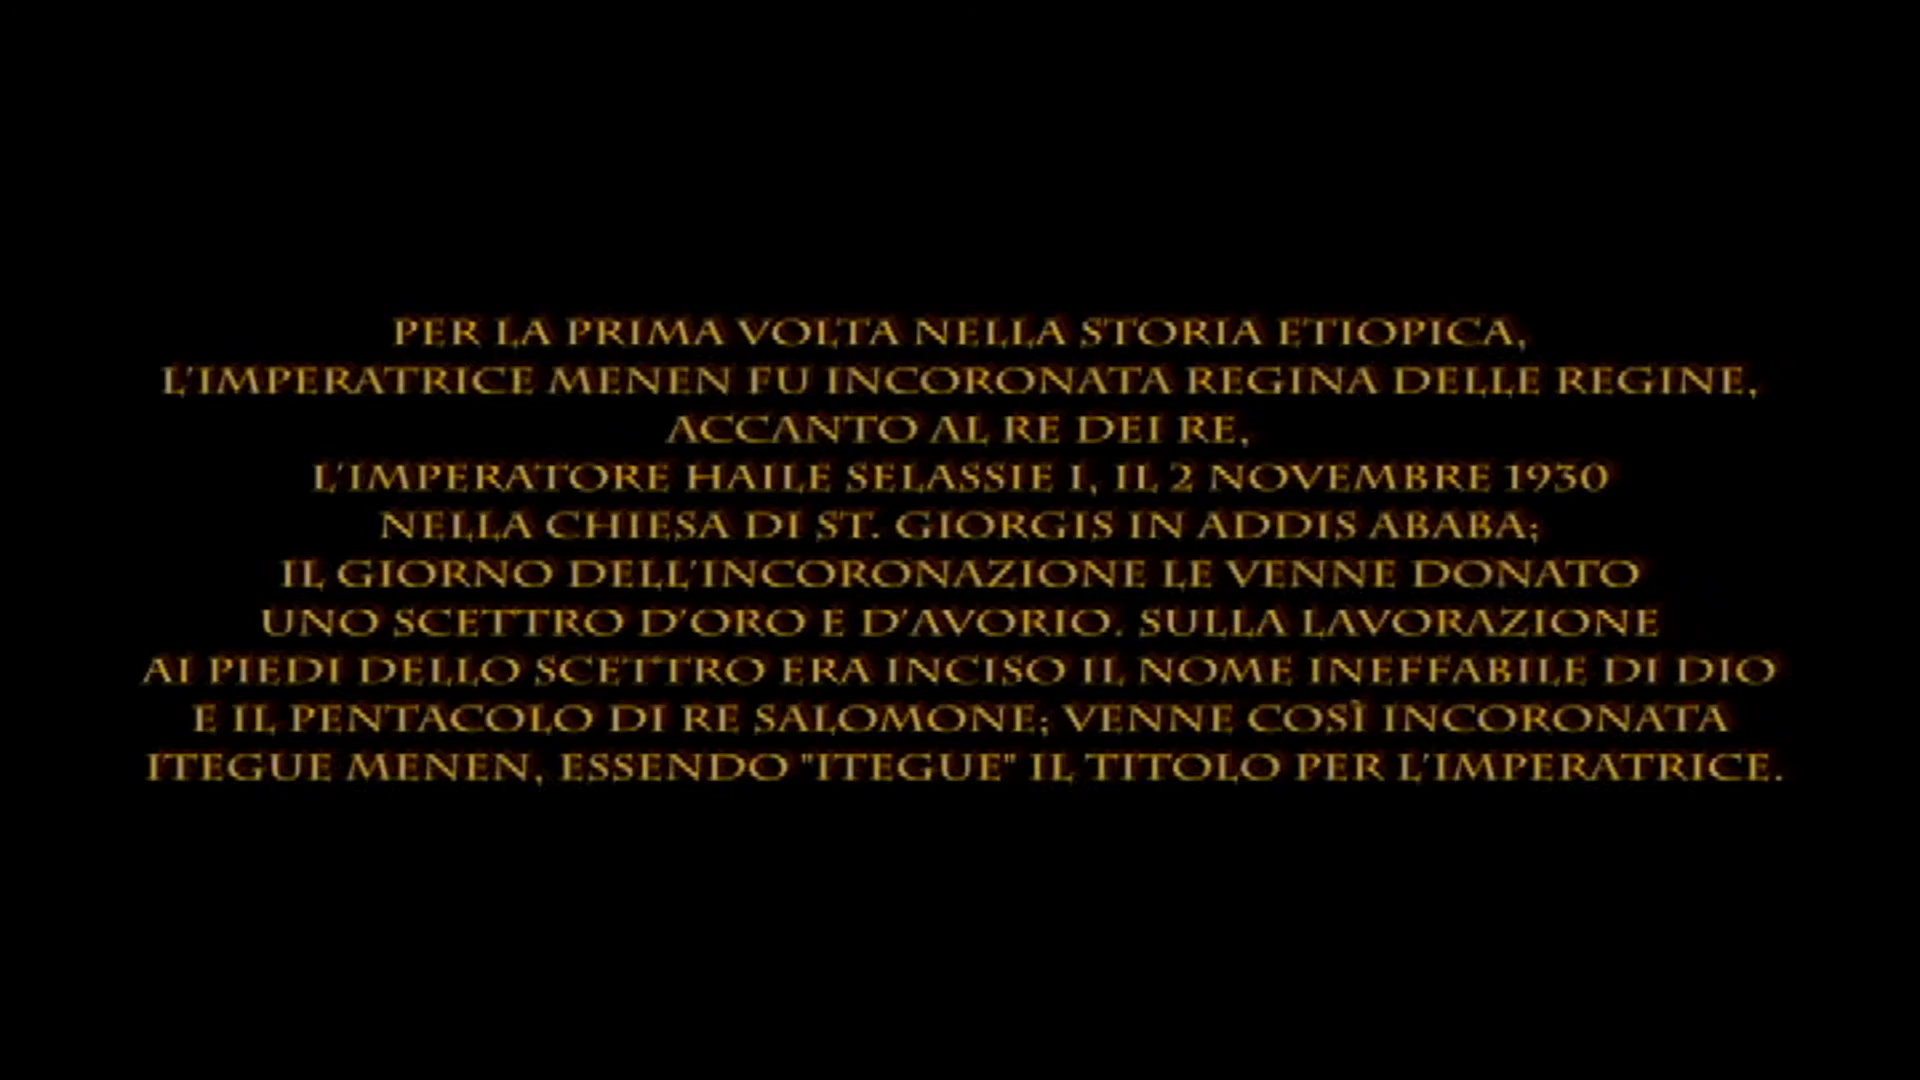 PER LA PRIMA VOLTA NELLA STORIA ETIOPICA,
L'IMPERATRICE MENEN FU INCORONATA REGINA DELLE REGINE,
ACCANTO AL RE DEI RE,
L'IMPERATORE HAILE SELASSIE I, IL 2 NOVEMBRE 1930
NELLA CHIESA DI ST. GIORGIS IN ADDIS ABABA;
IL GIORNO DELL'INCORONAZIONE LE VENNE DONATO
UNO SCETTRO D'ORO E D'AVORIO. SULLA LAVORAZIONE
AI PIEDI DELLO SCETTRO ERA INCISO IL NOME INEFFABILE DI DIO
E IL PENTACOLO DI RE SALOMONE; VENNE COSÌ INCORONATA
ITEGUE MENEN, ESSENDO "ITEGUE" IL TITOLO PER L'IMPERATRICE.